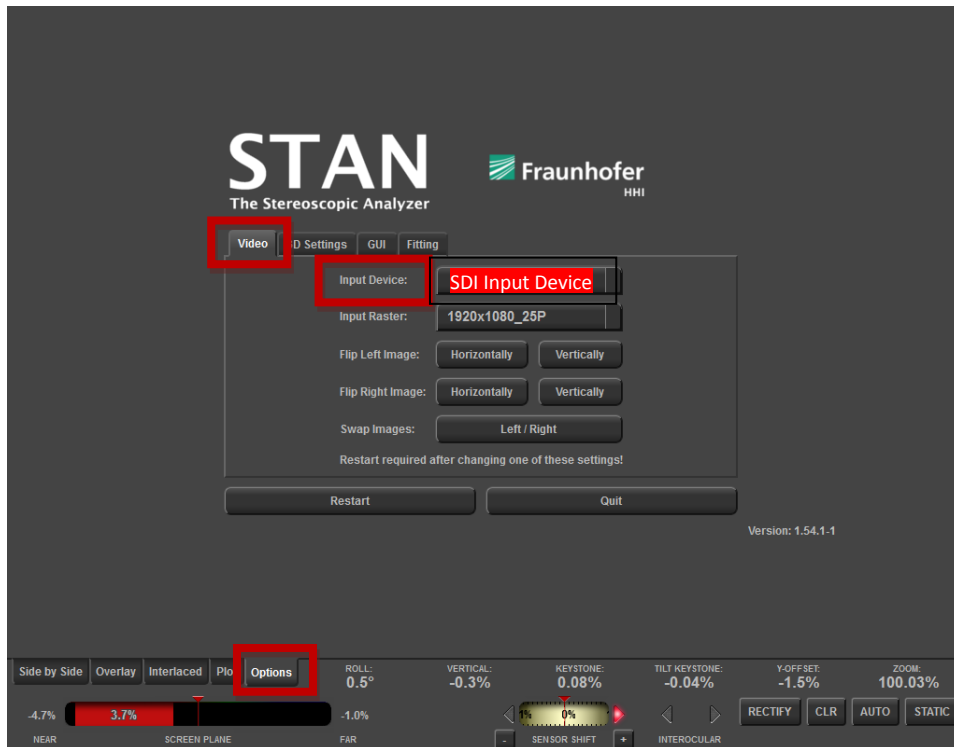 STAN
The Stereoscopic Analyzer
Fraunhofer
HHI
Video D Settings GUI Fitting
Input Device: SDI Input Device
Input Raster: 1920x1080_25P
Flip Left Image: Horizontally Vertically
Flip Right Image: Horizontally Vertically
Swap Images: Left / Right
Restart required after changing one of these settings!
Restart Quit
Version: 1.54.1-1
Side by Side Overlay Interlaced Plo Options
ROLL: VERTICAL: KEYSTONE: TILT KEYSTONE: Y-OFFSET: ZOOM:
0.5° -0.3% 0.08% -0.04% -1.5% 100.03%
-4.7% 3.7% -1.0% 1% 0% RECTIFY CLR AUTO STATIC
NEAR SCREEN PLANE FAR - SENSOR SHIFT + INTEROCULAR